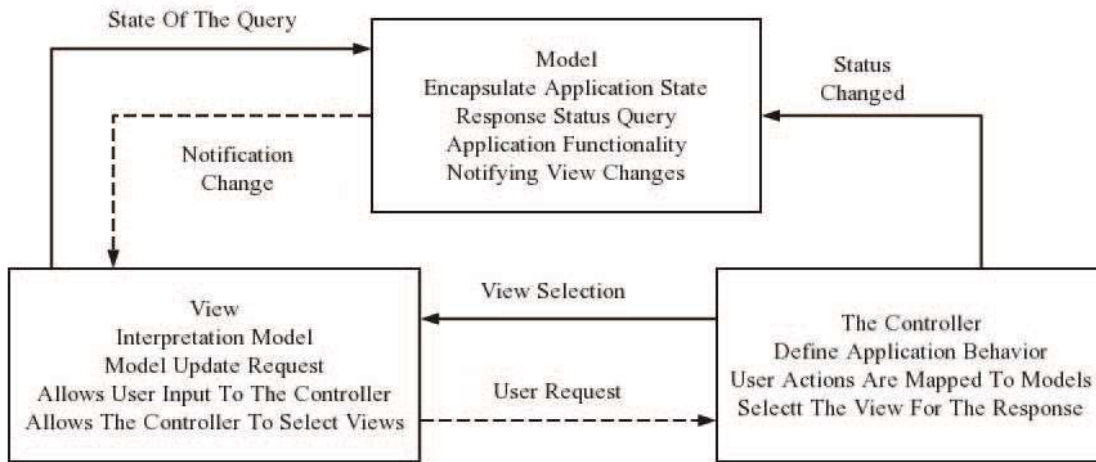 State Of The Query
Model
Encapsulate Application State
Response Status Query
Application Functionality
Notifying View Changes
Status
Changed
Notification
Change
View
Interpretation Model
Model Update Request
Allows User Input To The Controller
Allows The Controller To Select Views
View Selection
User Request
The Controller
Define Application Behavior
User Actions Are Mapped To Models
Selectt The View For The Response